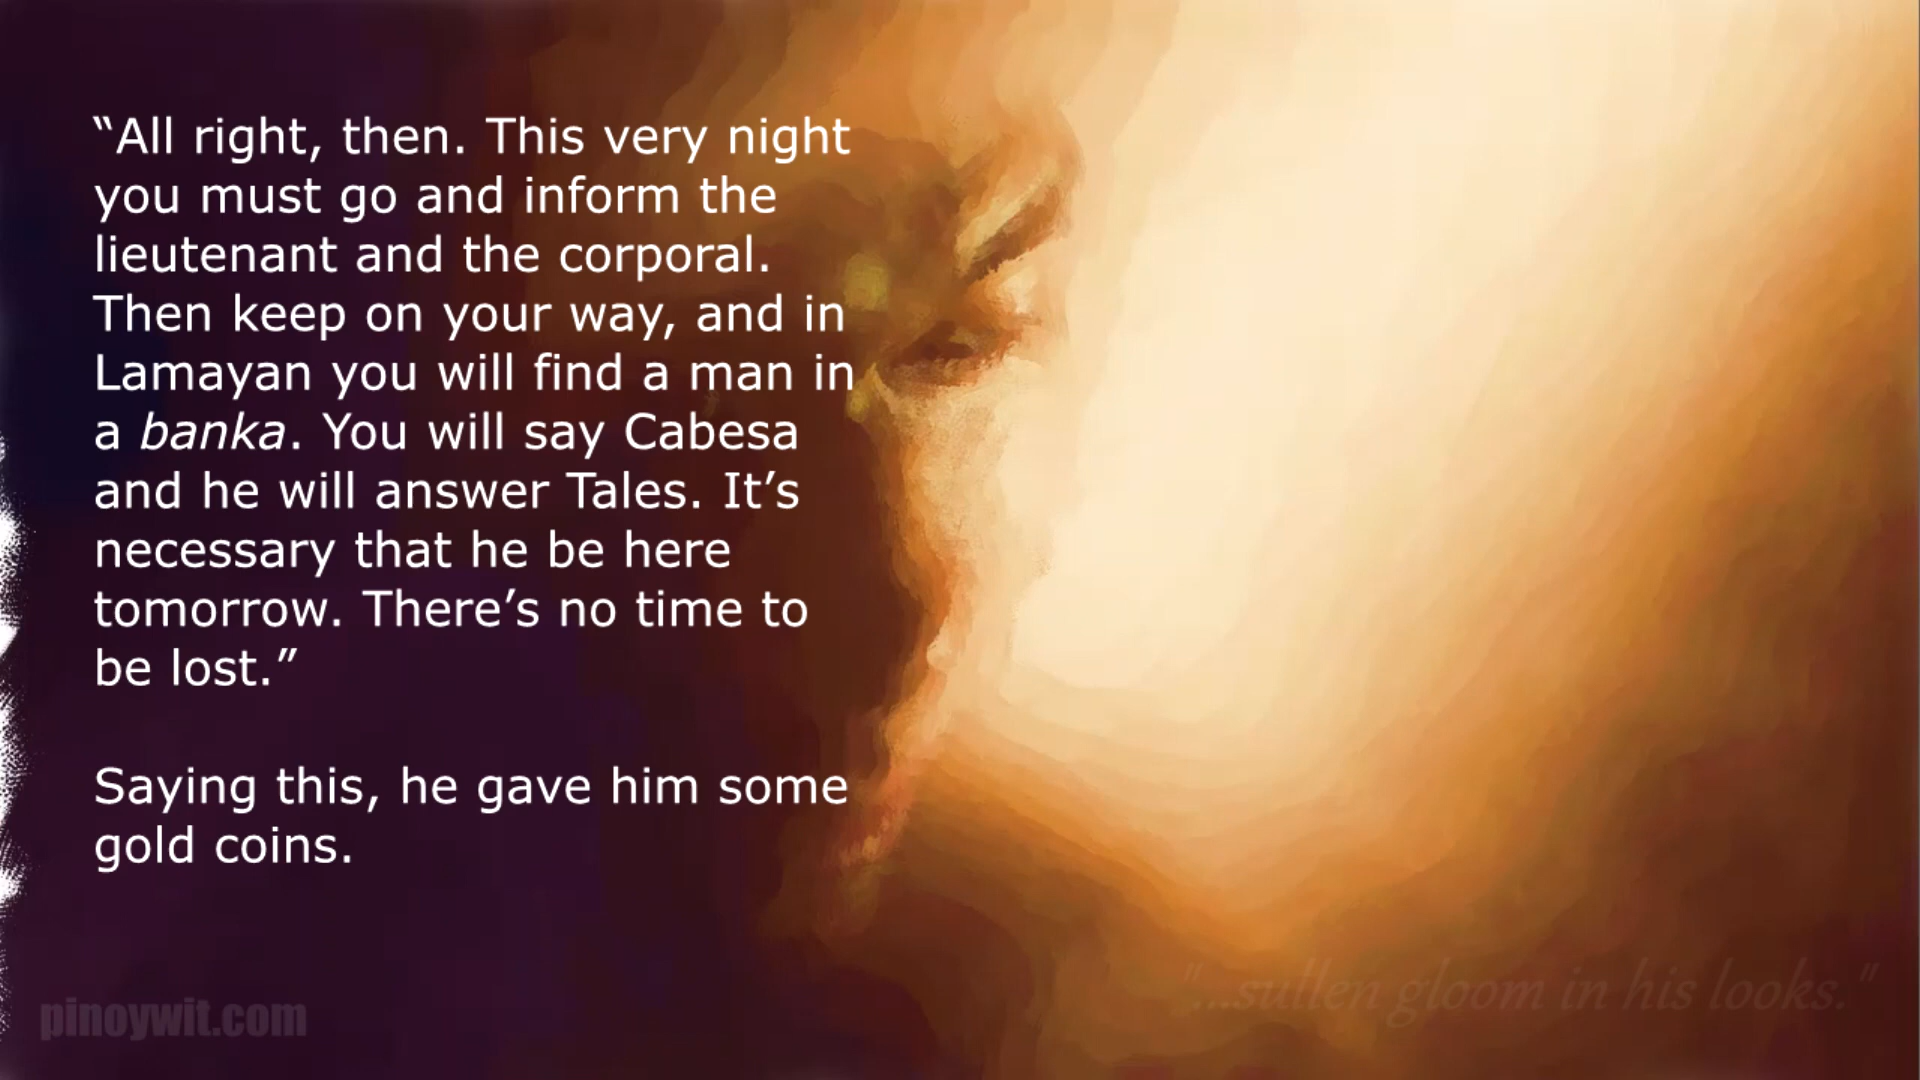 “All right, then. This very night
you must go and inform the
lieutenant and the corporal.
Then keep on your way, and in
Lamayan you will find a man in
a banka. You will say Cabesa
and he will answer Tales. It’s
necessary that he be here
tomorrow. There’s no time to
be lost.”
Saying this, he gave him some
gold coins.
"...sullen gloom in his looks."
pinoywit.com